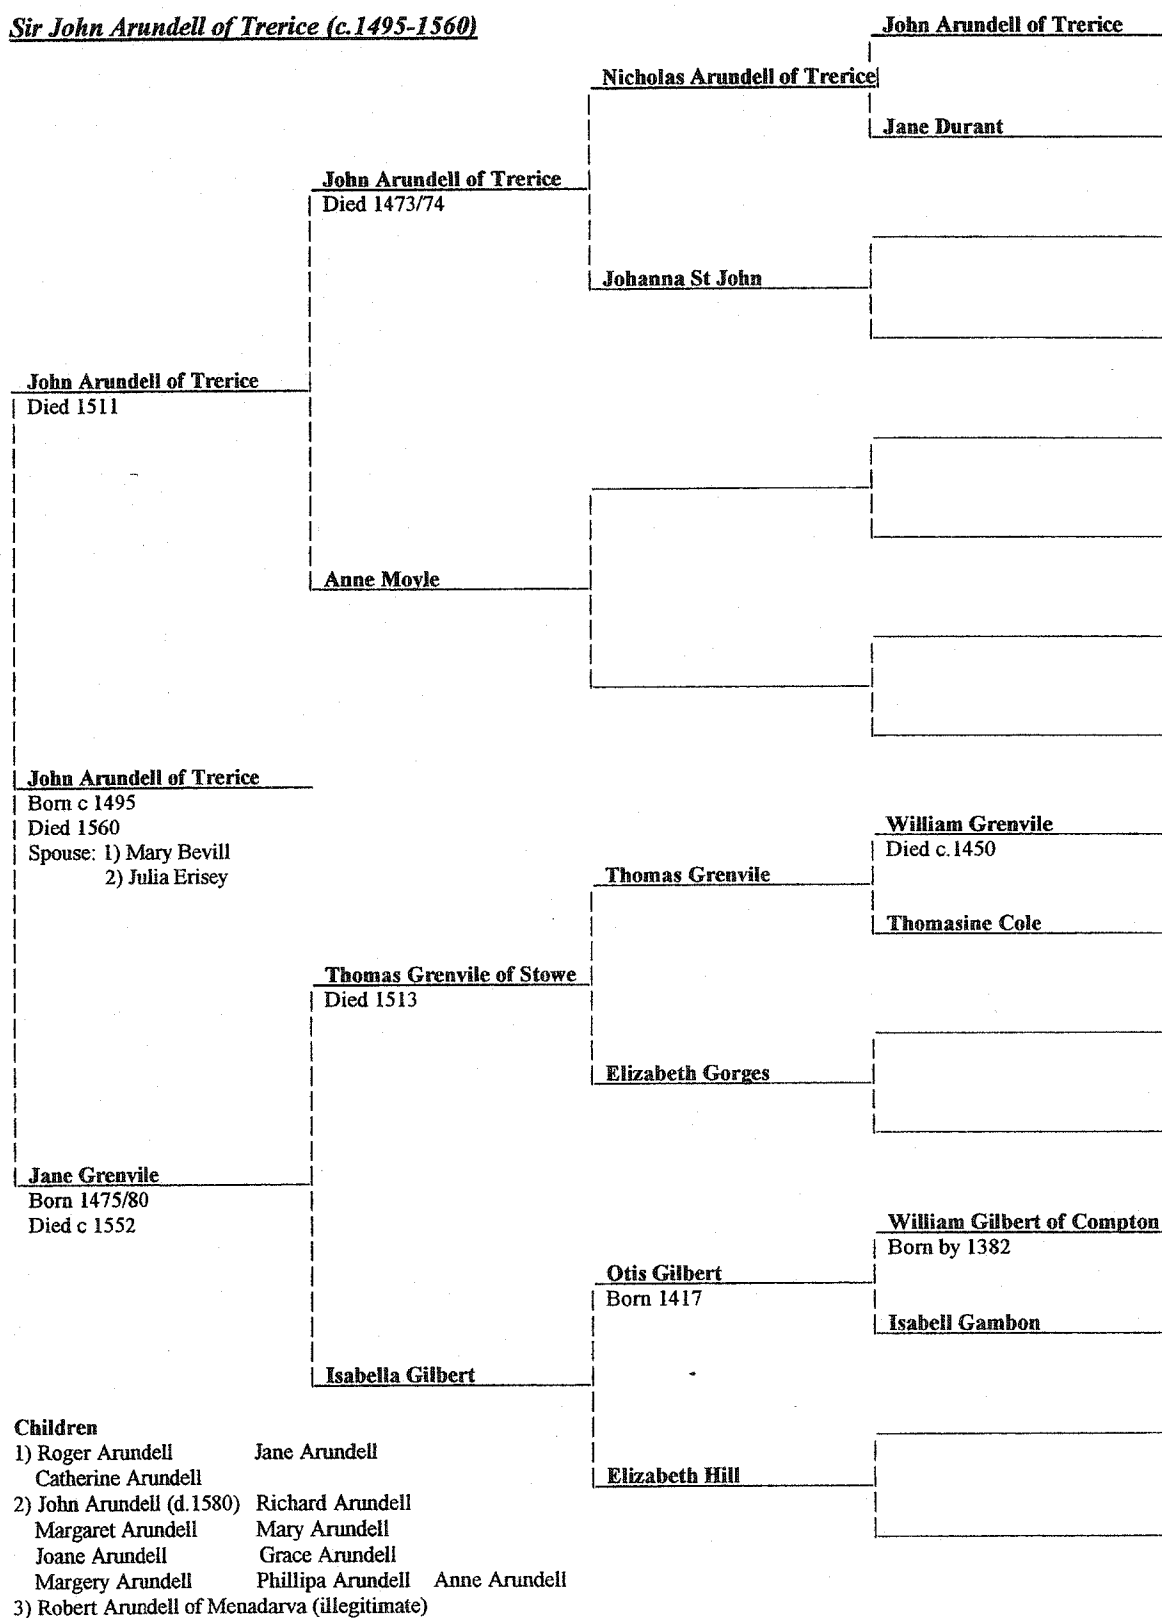 Sir John Arundell of Trerice (c.1495-1560)
John Arundell of Trerice
Nicholas Arundell of Trerice
Jane Durant
John Arundell of Trerice
Died 1473/74
Johanna St John
John Arundell of Trerice
Died 1511
Anne Moyle
John Arundell of Trerice
Born c 1495
Died 1560
Spouse: 1) Mary Bevill
2) Julia Erisey
William Grenvile
Died c.1450
Thomas Grenvile
Thomasine Cole
Thomas Grenvile of Stowe
Died 1513
Elizabeth Gorges
Jane Grenvile
Born 1475/80
Died c 1552
William Gilbert of Compton
Born by 1382
Otis Gilbert
Born 1417
Isabell Gambon
Isabella Gilbert
Elizabeth Hill
Children
1) Roger Arundell Jane Arundell
Catherine Arundell
2) John Arundell (d.1580) Richard Arundell
Margaret Arundell Mary Arundell
Joane Arundell Grace Arundell
Margery Arundell Phillipa Arundell Anne Arundell
3) Robert Arundell of Menadarva (illegitimate)